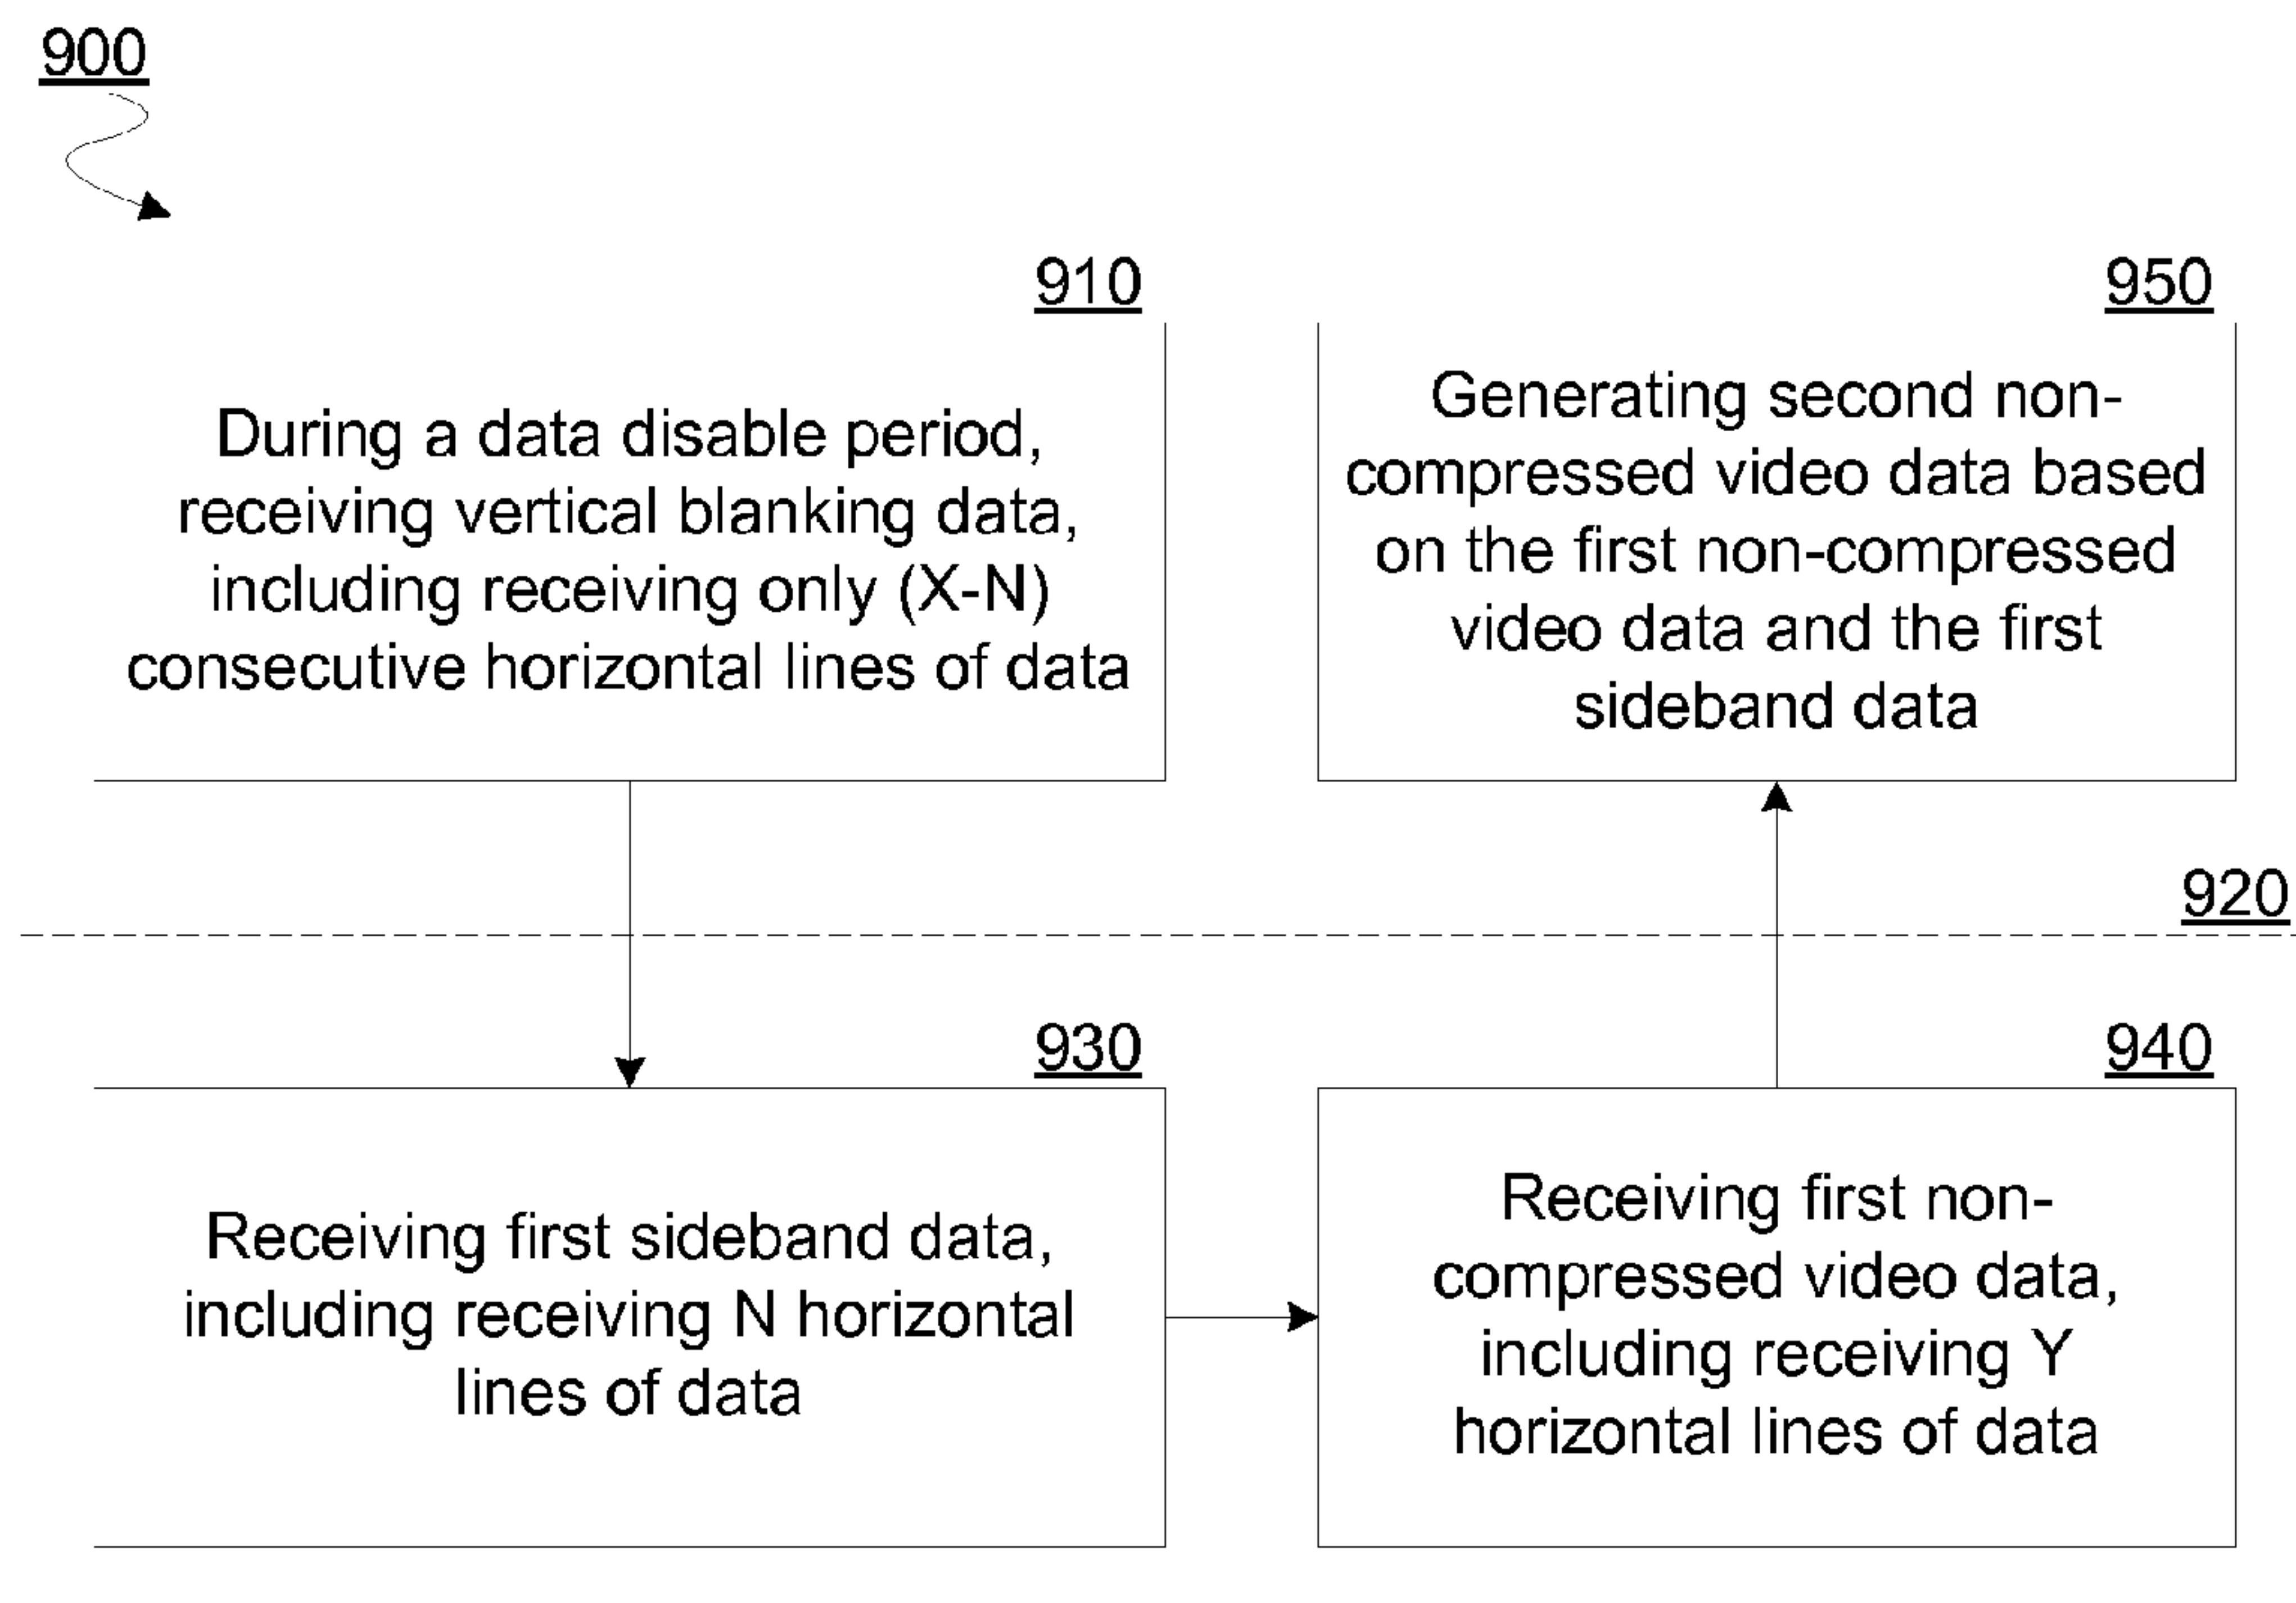 900
910
During a data disable period,
receiving vertical blanking data,
including receiving only (X-N)
consecutive horizontal lines of data
950
Generating second non-
compressed video data based
on the first non-compressed
video data and the first
sideband data
920
930
Receiving first sideband data,
including receiving N horizontal
lines of data
940
Receiving first non-
compressed video data,
including receiving Y
horizontal lines of data